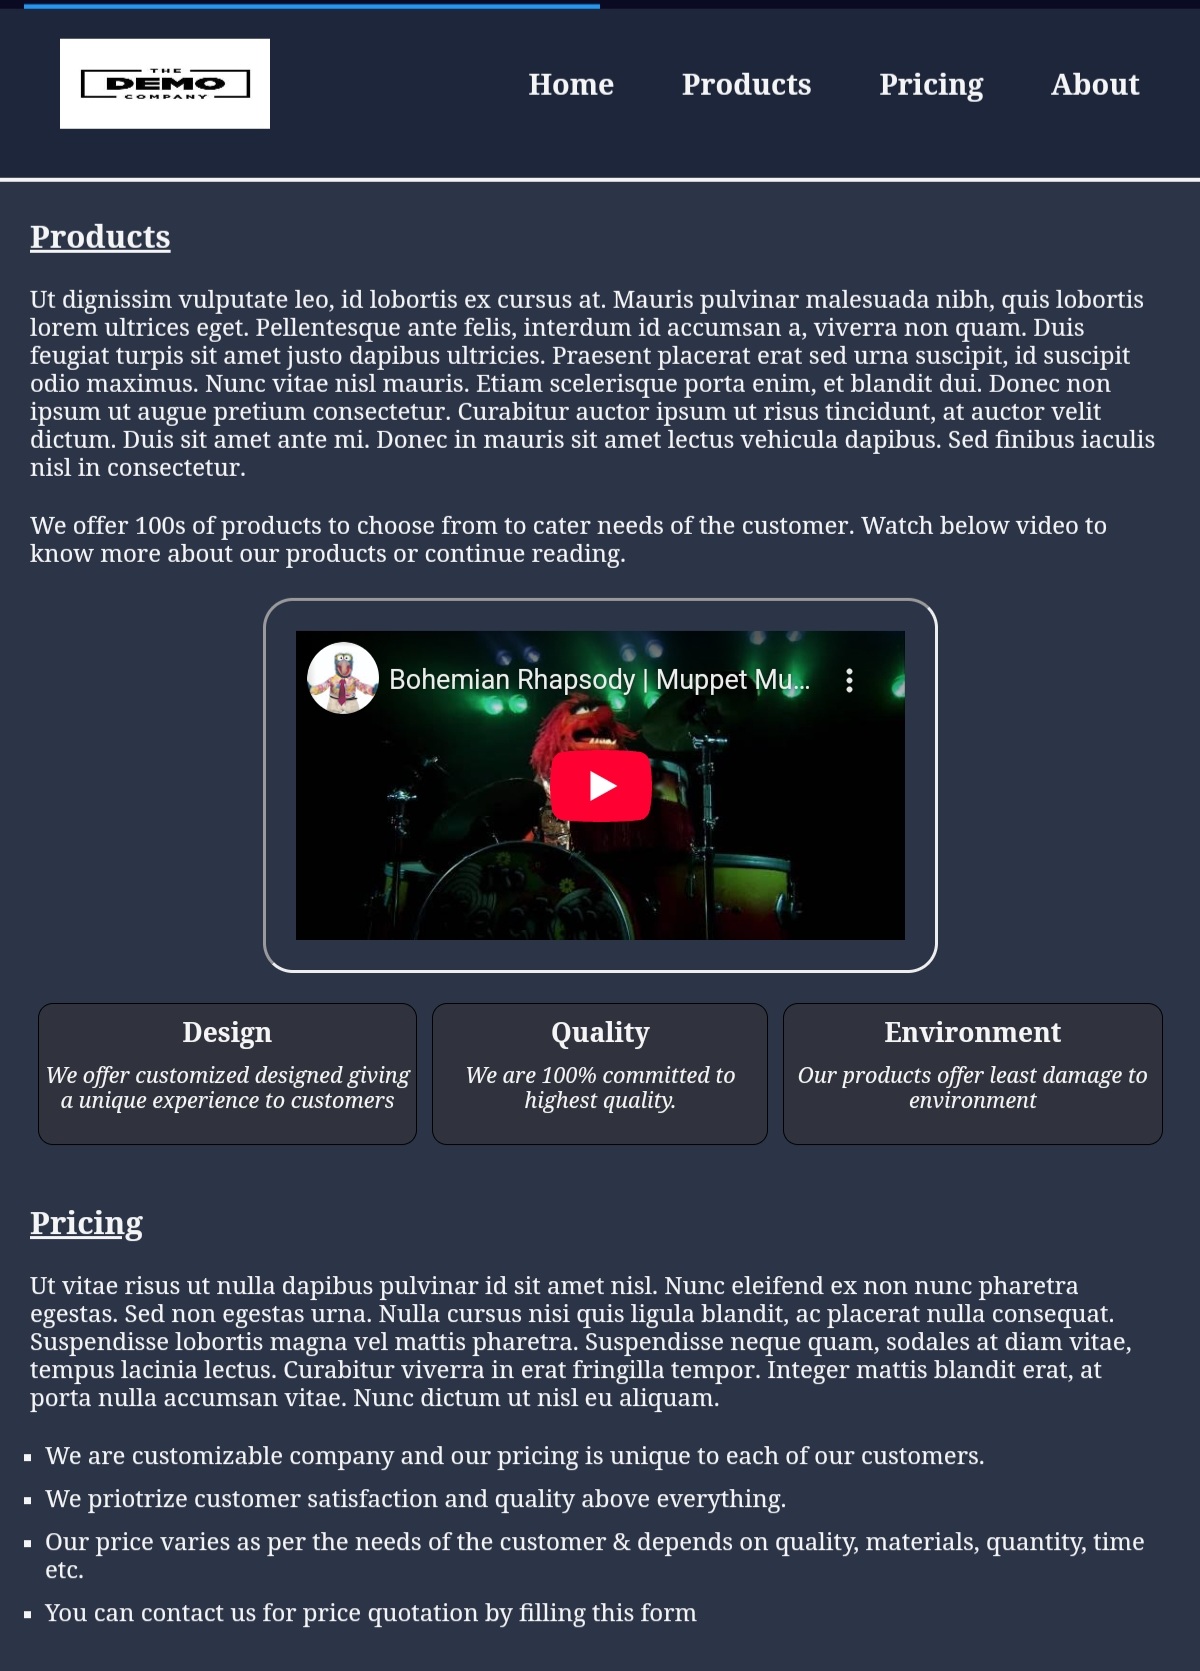 THE
DEMO
COMPANY
Home Products Pricing About
Products
Ut dignissim vulputate leo, id lobortis ex cursus at. Mauris pulvinar malesuada nibh, quis lobortis
lorem ultrices eget. Pellentesque ante felis, interdum id accumsan a, viverra non quam. Duis
feugiat turpis sit amet justo dapibus ultricies. Praesent placerat erat sed urna suscipit, id suscipit
odio maximus. Nunc vitae nisl mauris. Etiam scelerisque porta enim, et blandit dui. Donec non
ipsum ut augue pretium consectetur. Curabitur auctor ipsum ut risus tincidunt, at auctor velit
dictum. Duis sit amet ante mi. Donec in mauris sit amet lectus vehicula dapibus. Sed finibus iaculis
nisl in consectetur.
We offer 100s of products to choose from to cater needs of the customer. Watch below video to
know more about our products or continue reading.
Bohemian Rhapsody | Muppet Mu...
Design
We offer customized designed giving
a unique experience to customers
Quality
We are 100% committed to
highest quality.
Environment
Our products offer least damage to
environment
Pricing
Ut vitae risus ut nulla dapibus pulvinar id sit amet nisl. Nunc eleifend ex non nunc pharetra
egestas. Sed non egestas urna. Nulla cursus nisi quis ligula blandit, ac placerat nulla consequat.
Suspendisse lobortis magna vel mattis pharetra. Suspendisse neque quam, sodales at diam vitae,
tempus lacinia lectus. Curabitur viverra in erat fringilla tempor. Integer mattis blandit erat, at
porta nulla accumsan vitae. Nunc dictum ut nisl eu aliquam.
▪ We are customizable company and our pricing is unique to each of our customers.
▪ We priotrize customer satisfaction and quality above everything.
▪ Our price varies as per the needs of the customer & depends on quality, materials, quantity, time
etc.
▪ You can contact us for price quotation by filling this form